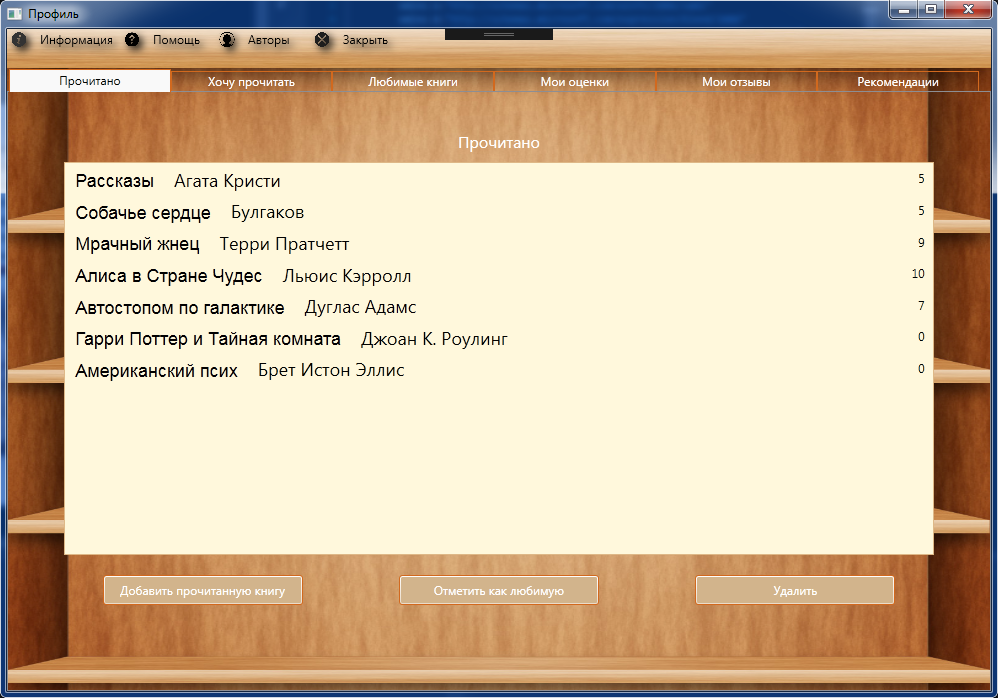 Профиль
Информация Помощь Авторы Закрыть
Прочитано Хочу прочитать Любимые книги Мои оценки Мои отзывы Рекомендации
Прочитано
Рассказы Агата Кристи 5
Собачье сердце Булгаков 5
Мрачный жнец Терри Пратчетт 9
Алиса в Стране Чудес Льюис Кэрролл 10
Автостопом по галактике Дуглас Адамс 7
Гарри Поттер и Тайная комната Джоан К. Роулинг 0
Американский псих Брет Истон Эллис 0
Добавить прочитанную книгу Отметить как любимую Удалить